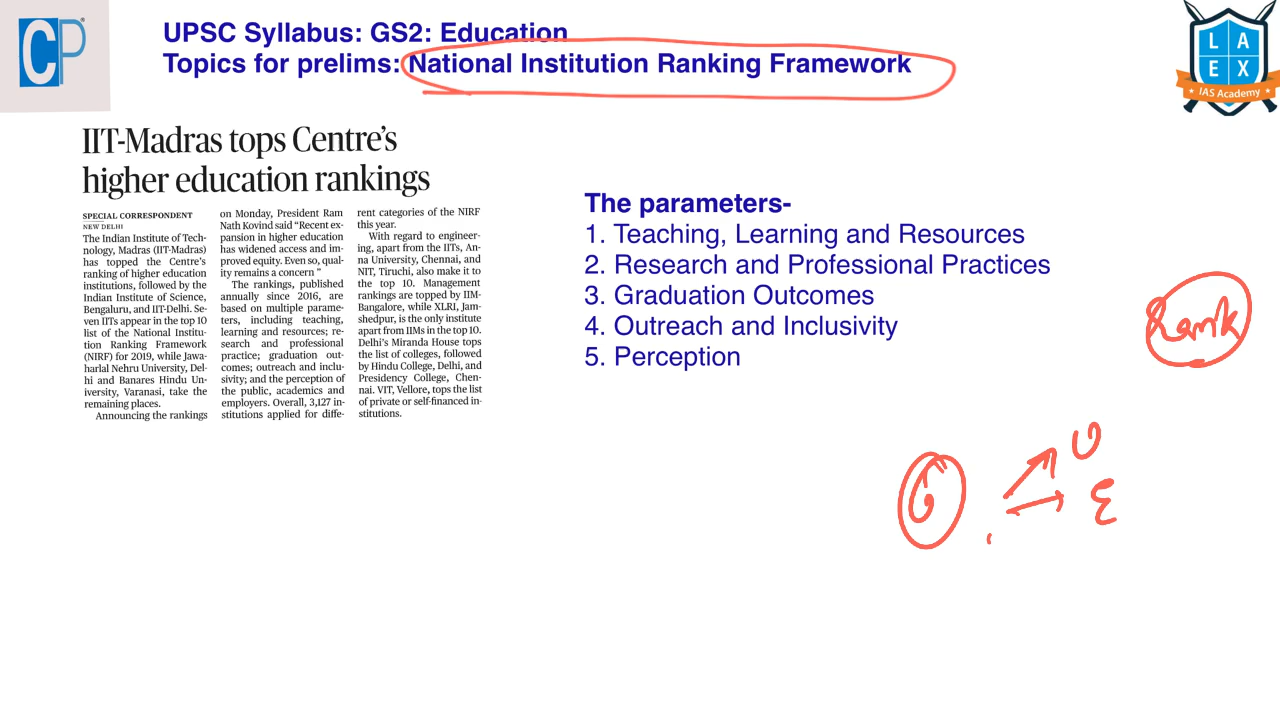 CP
UPSC Syllabus: GS2: Education
Topics for prelims: National Institution Ranking Framework
L A
E X
IAS Academy
IIT-Madras tops Centre's
higher education rankings
SPECIAL CORRESPONDENT
NEW DELHI
The Indian Institute of Tech-
nology, Madras (IIT-Madras)
has topped the Centre's
ranking of higher education
institutions, followed by the
Indian Institute of Science,
Bengaluru, and IIT-Delhi. Se-
ven IITs appear in the top 10
list of the National Institu-
tion Ranking Framework
(NIRF) for 2019, while Jawa-
harlal Nehru University, Del-
hi and Banares Hindu Un-
iversity, Varanasi, take the
remaining places.
Announcing the rankings
on Monday, President Ram
Nath Kovind said "Recent ex-
pansion in higher education
has widened access and im-
proved equity. Even so, qual-
ity remains a concern"
The rankings, published
annually since 2016, are
based on multiple parame-
ters, including teaching,
learning and resources; re-
search and professional
practice; graduation out-
comes; outreach and inclu-
sivity; and the perception of
the public, academics and
employers. Overall, 3,127 in-
stitutions applied for diffe-
rent categories of the NIRF
this year.
With regard to engineer-
ing, apart from the IITs, An-
na University, Chennai, and
NIT, Tiruchi, also make it to
the top 10. Management
rankings are topped by IIM-
Bangalore, while XLRI, Jam-
shedpur, is the only institute
apart from IIMs in the top 10.
Delhi's Miranda House tops
the list of colleges, followed
by Hindu College, Delhi, and
Presidency College, Chen-
nai. VIT, Vellore, tops the list
of private or self-financed in-
stitutions.
The parameters-
1. Teaching, Learning and Resources
2. Research and Professional Practices
3. Graduation Outcomes
4. Outreach and Inclusivity
5. Perception
Rank
G
U
E